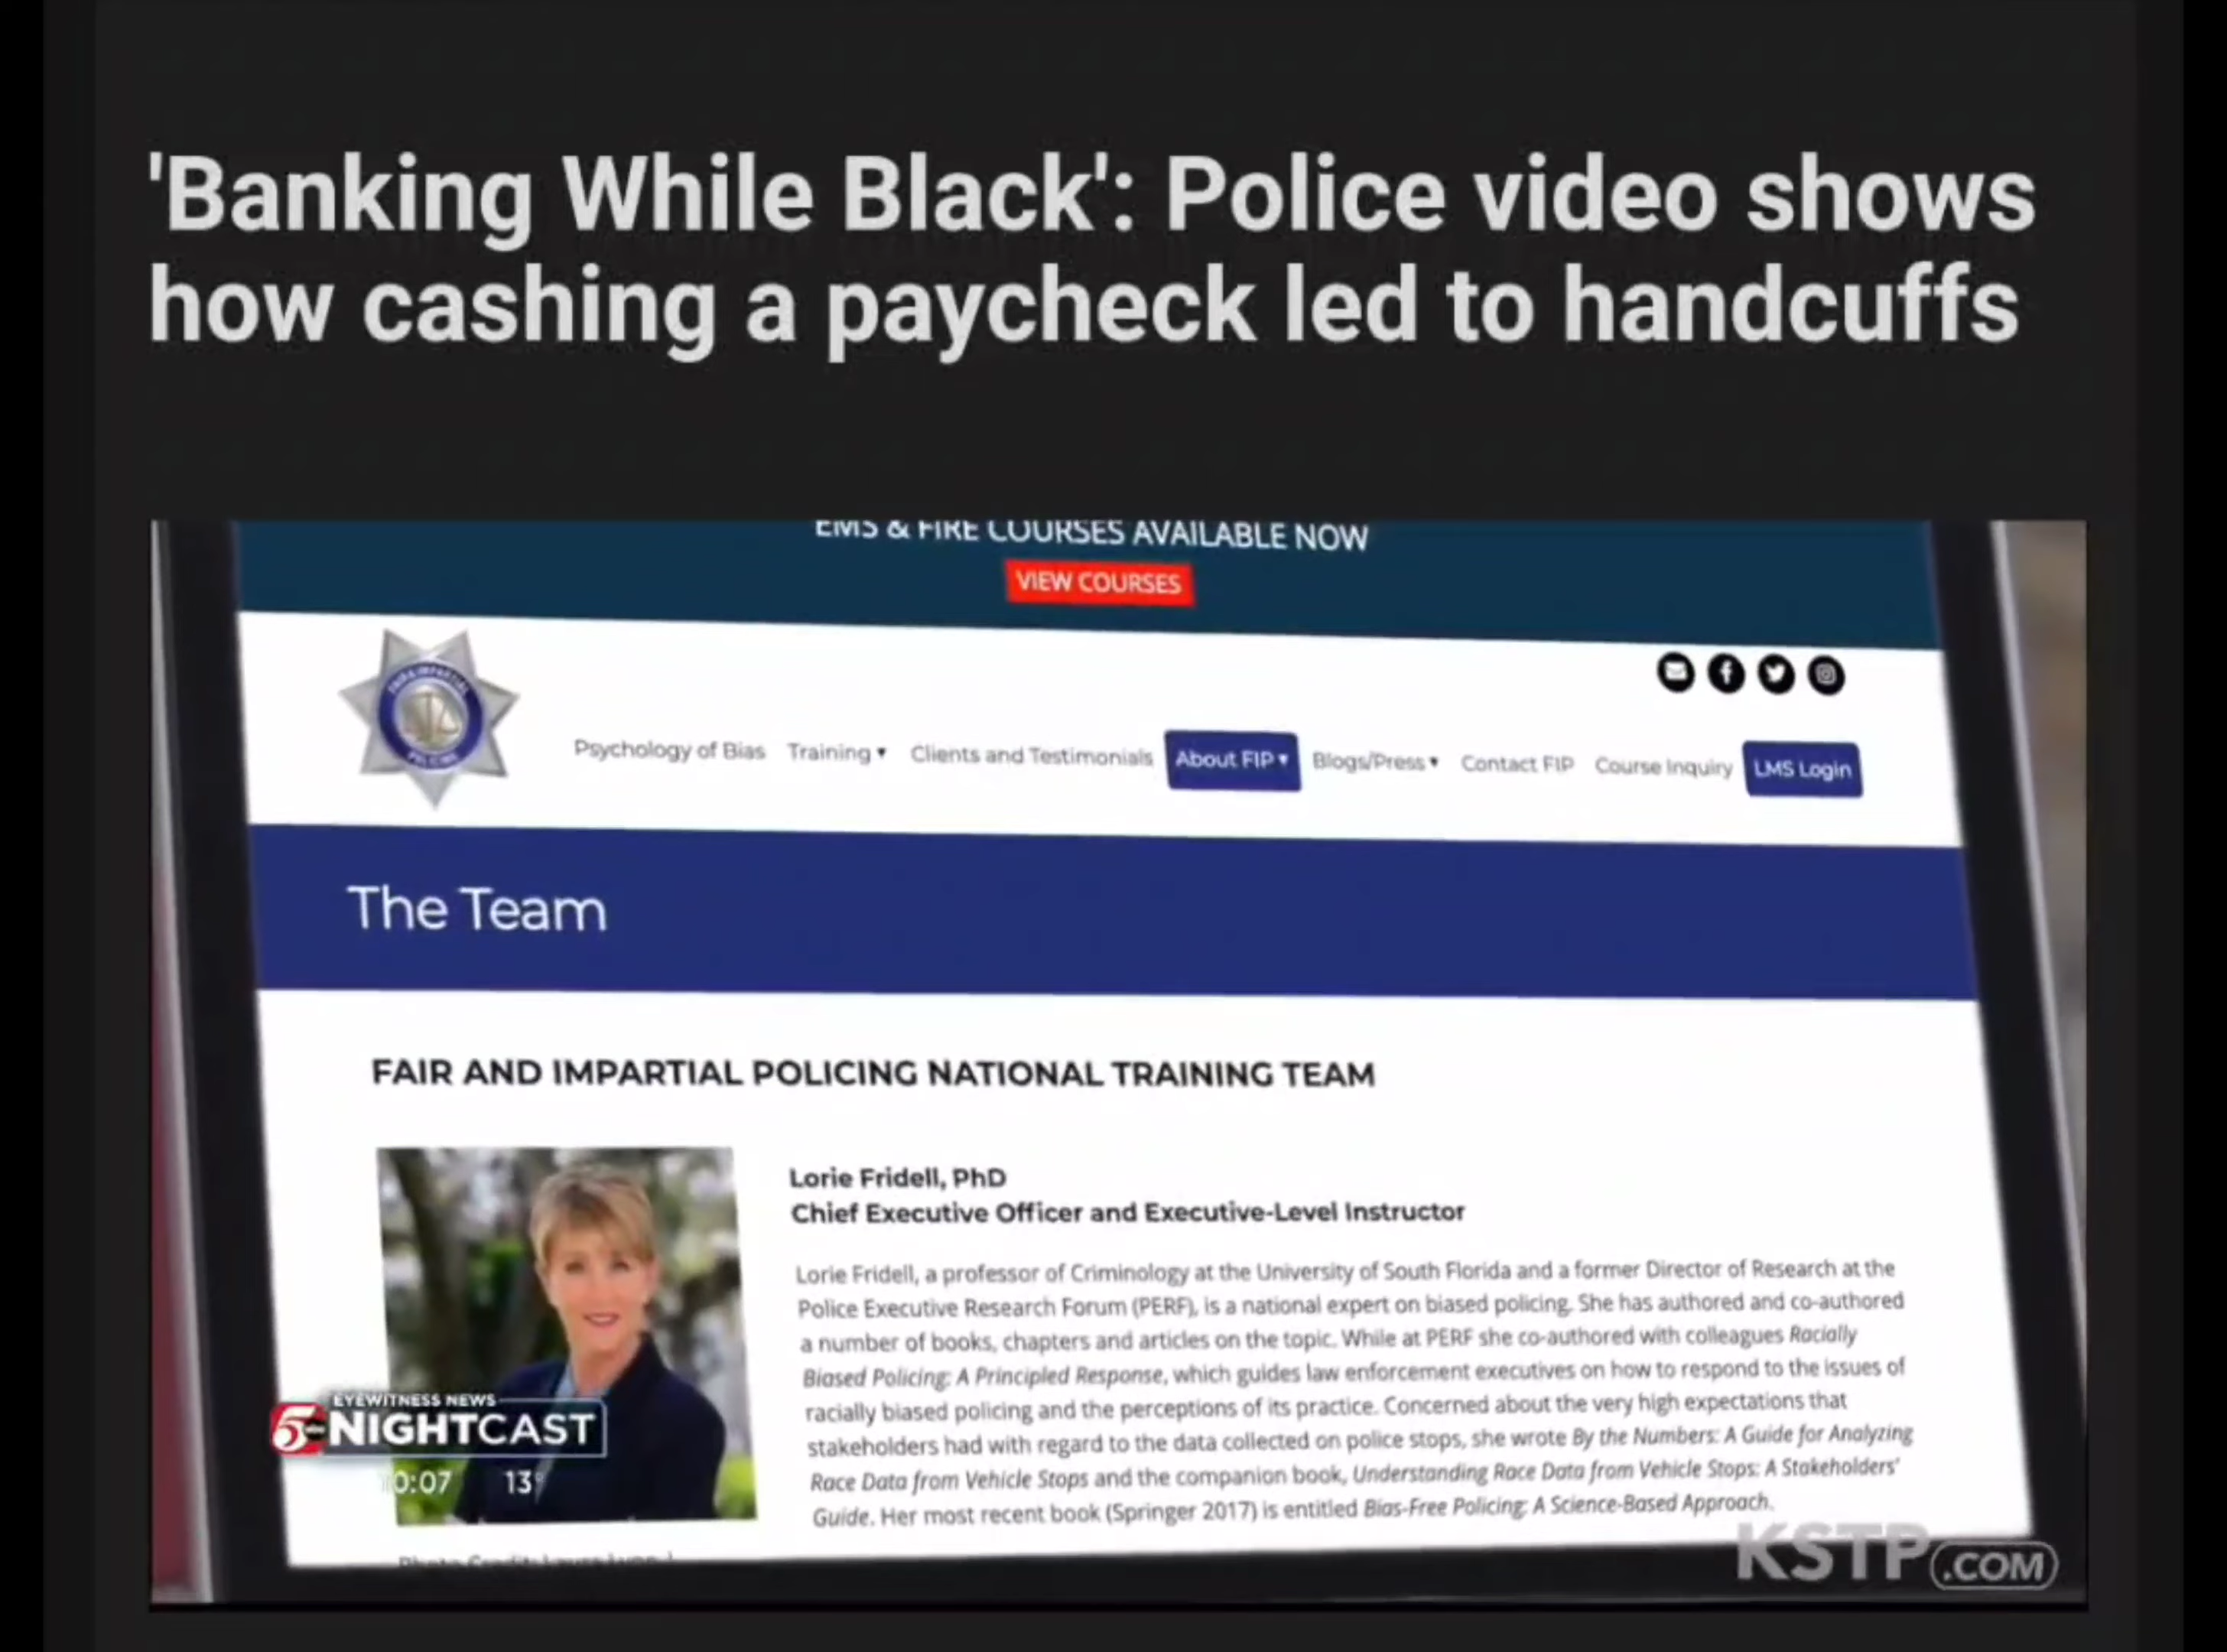 'Banking While Black': Police video shows
how cashing a paycheck led to handcuffs
EMS & FIRE COURSES AVAILABLE NOW
VIEW COURSES
FAIR & IMPARTIAL
POLICING
Psychology of Bias Training Clients and Testimonials About FIP Blogs/Press Contact FIP Course Inquiry LMS Login
The Team
FAIR AND IMPARTIAL POLICING NATIONAL TRAINING TEAM
Lorie Fridell, PhD
Chief Executive Officer and Executive-Level Instructor
Lorie Fridell, a professor of Criminology at the University of South Florida and a former Director of Research at the
Police Executive Research Forum (PERF), is a national expert on biased policing. She has authored and co-authored
a number of books, chapters and articles on the topic. While at PERF she co-authored with colleagues Racially
Biased Policing: A Principled Response, which guides law enforcement executives on how to respond to the issues of
racially biased policing and the perceptions of its practice. Concerned about the very high expectations that
stakeholders had with regard to the data collected on police stops, she wrote By the Numbers: A Guide for Analyzing
Race Data from Vehicle Stops and the companion book, Understanding Race Data from Vehicle Stops: A Stakeholders'
Guide. Her most recent book (Springer 2017) is entitled Bias-Free Policing: A Science-Based Approach.
EYEWITNESS NEWS
5 NIGHTCAST
10:07 13°
KSTP.COM